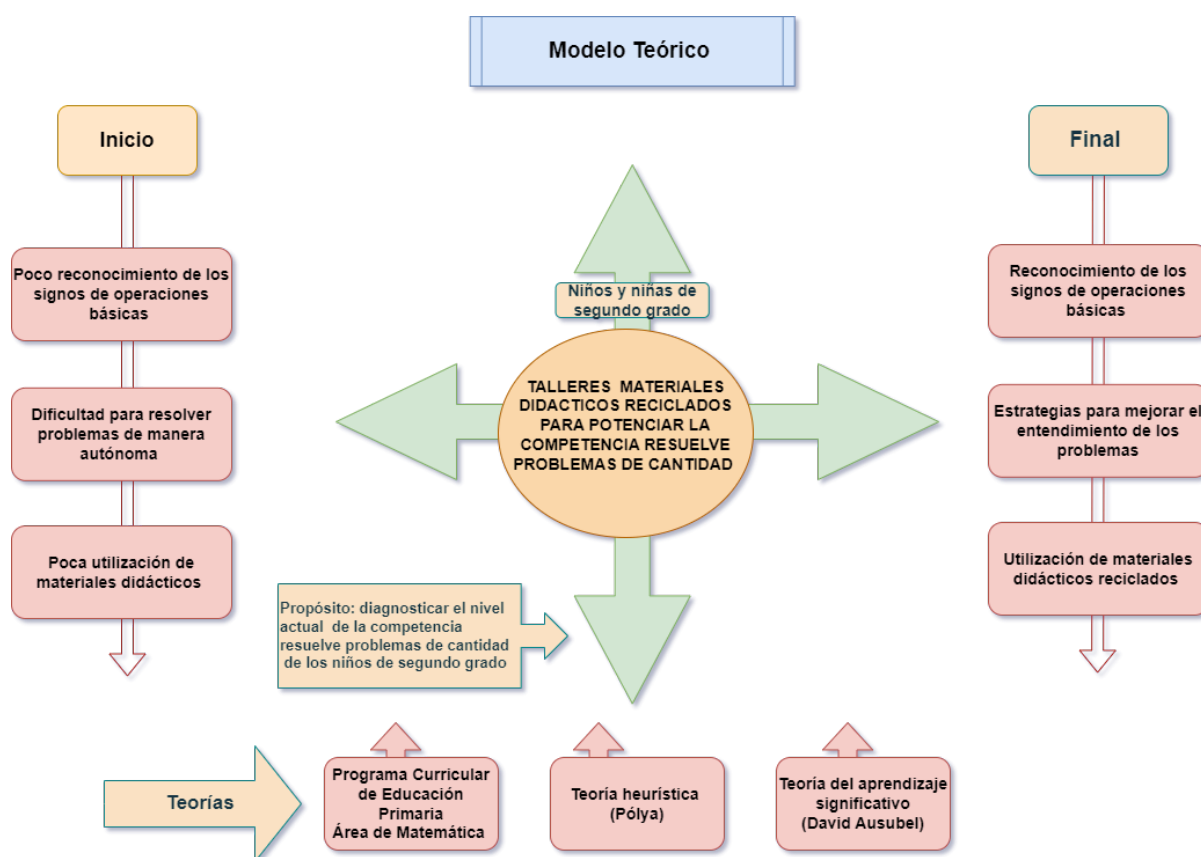 Modelo Teórico
Inicio
Poco reconocimiento de los
signos de operaciones
básicas
Dificultad para resolver
problemas de manera
autónoma
Poca utilización de
materiales didácticos
Niños y niñas de
segundo grado
TALLERES MATERIALES
DIDACTICOS RECICLADOS
PARA POTENCIAR LA
COMPETENCIA RESUELVE
PROBLEMAS DE CANTIDAD
Propósito: diagnosticar el nivel
actual de la competencia
resuelve problemas de cantidad
de los niños de segundo grado
Final
Reconocimiento de los
signos de operaciones
básicas
Estrategias para mejorar el
entendimiento de los
problemas
Utilización de materiales
didácticos reciclados
Teorías
Programa Curricular
de Educación
Primaria
Área de Matemática
Teoría heurística
(Pólya)
Teoría del aprendizaje
significativo
(David Ausubel)